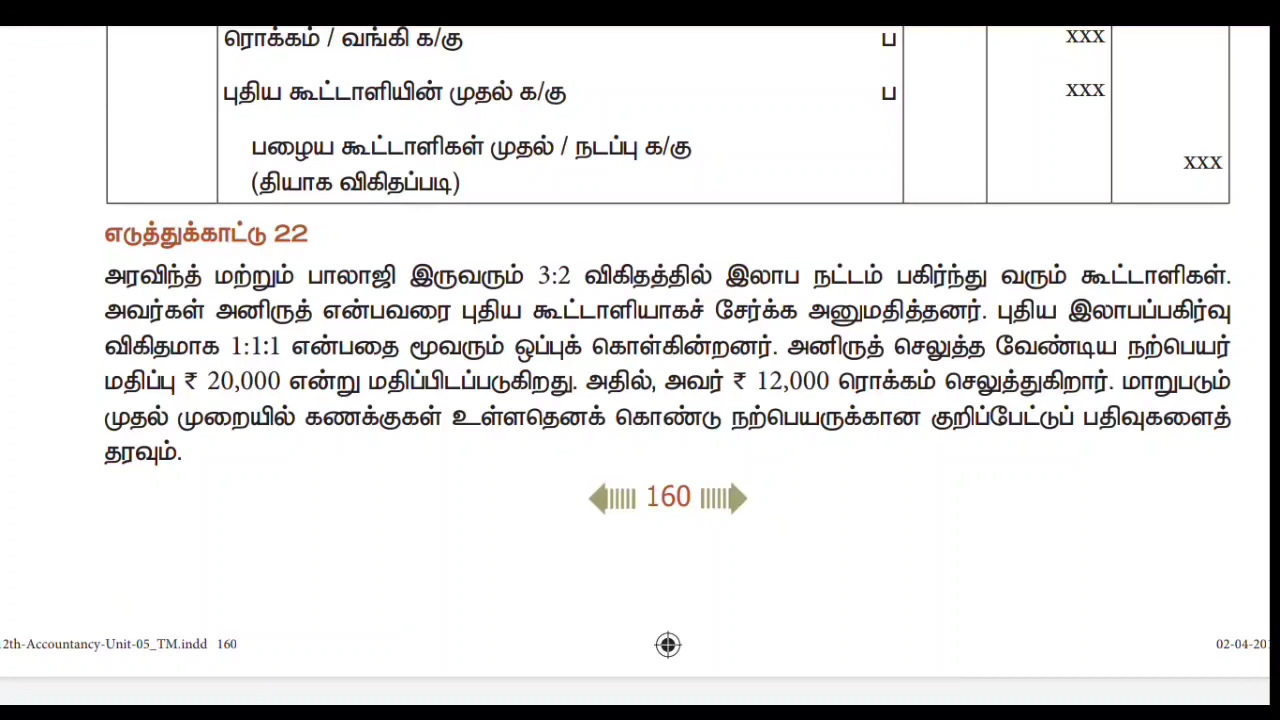 ரொக்கம் / வங்கி க/கு ப xxx
புதிய கூட்டாளியின் முதல் க/கு ப xxx
பழைய கூட்டாளிகள் முதல் / நடப்பு க/கு
(தியாக விகிதப்படி) xxx
எடுத்துக்காட்டு 22
அரவிந்த் மற்றும் பாலாஜி இருவரும் 3:2 விகிதத்தில் இலாப நட்டம் பகிர்ந்து வரும் கூட்டாளிகள்.
அவர்கள் அனிருத் என்பவரை புதிய கூட்டாளியாகச் சேர்க்க அனுமதித்தனர். புதிய இலாபப்பகிர்வு
விகிதமாக 1:1:1 என்பதை மூவரும் ஒப்புக் கொள்கின்றனர். அனிருத் செலுத்த வேண்டிய நற்பெயர்
மதிப்பு ₹ 20,000 என்று மதிப்பிடப்படுகிறது. அதில், அவர் ₹ 12,000 ரொக்கம் செலுத்துகிறார். மாறுபடும்
முதல் முறையில் கணக்குகள் உள்ளதெனக் கொண்டு நற்பெயருக்கான குறிப்பேட்டுப் பதிவுகளைத்
தரவும்.
160
2th-Accountancy-Unit-05_TM.indd 160 02-04-201